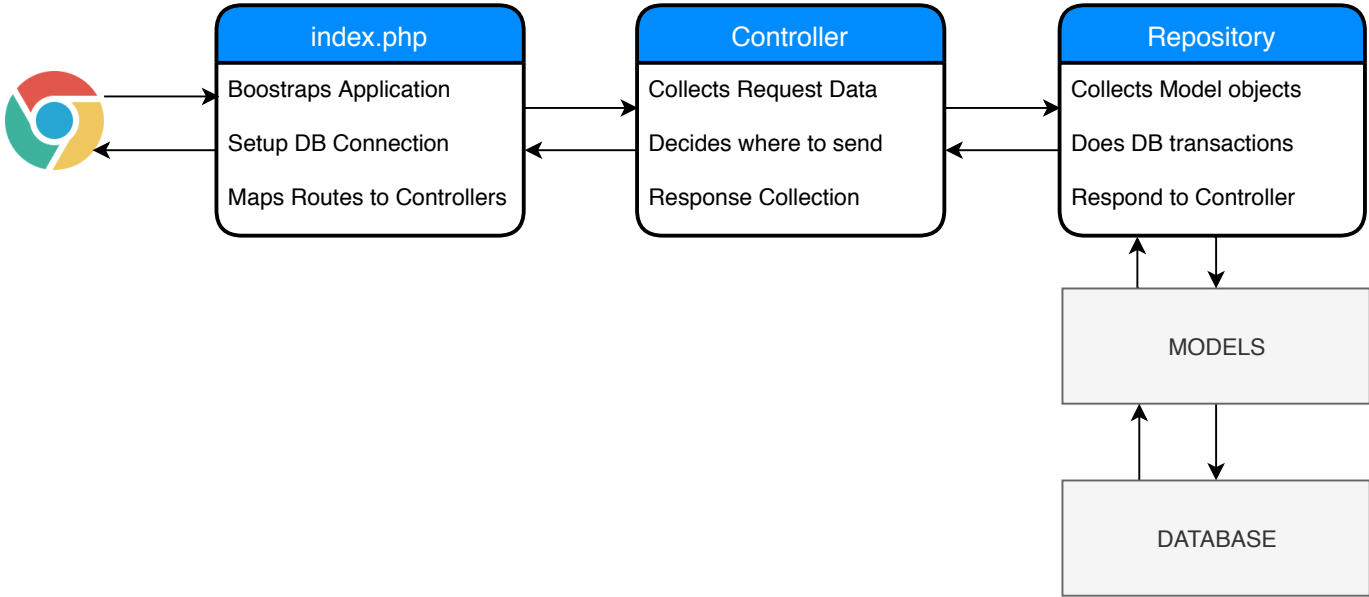 index.php
Boostraps Application
Setup DB Connection
Maps Routes to Controllers
Controller
Collects Request Data
Decides where to send
Response Collection
Repository
Collects Model objects
Does DB transactions
Respond to Controller
MODELS
DATABASE